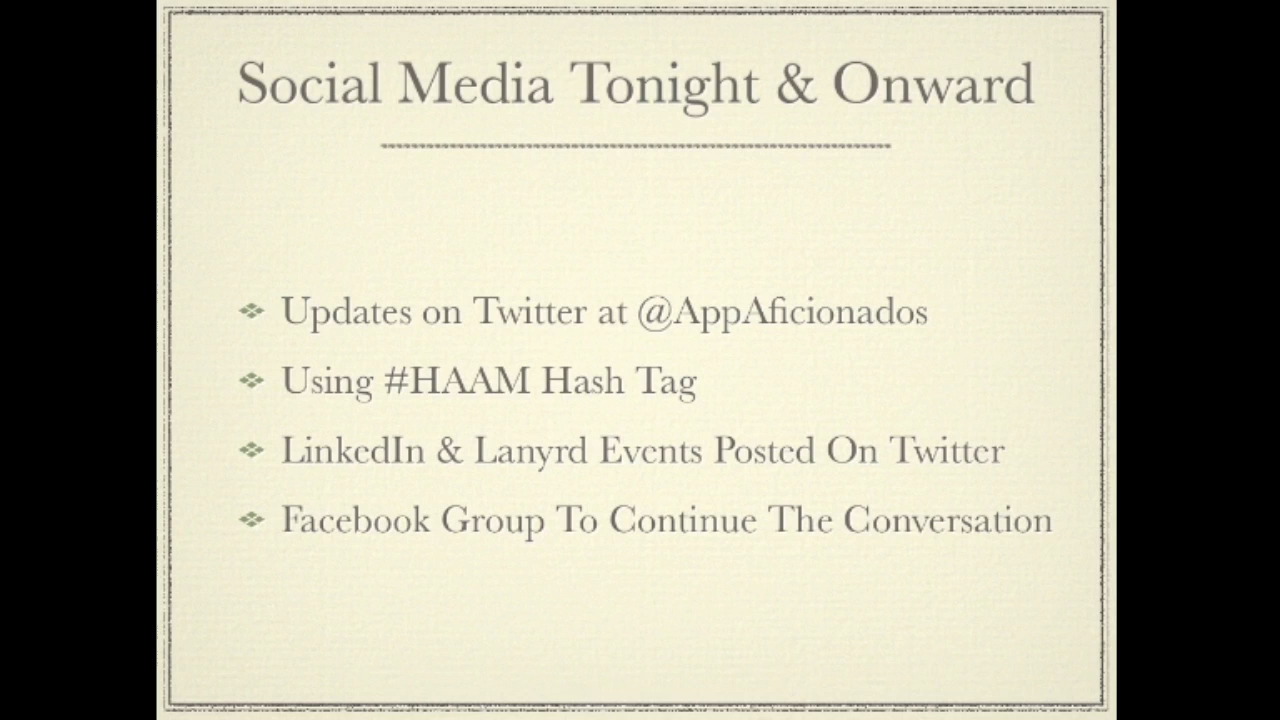 Social Media Tonight & Onward
Updates on Twitter at @AppAficionados
Using #HAAM Hash Tag
LinkedIn & Lanyrd Events Posted On Twitter
Facebook Group To Continue The Conversation